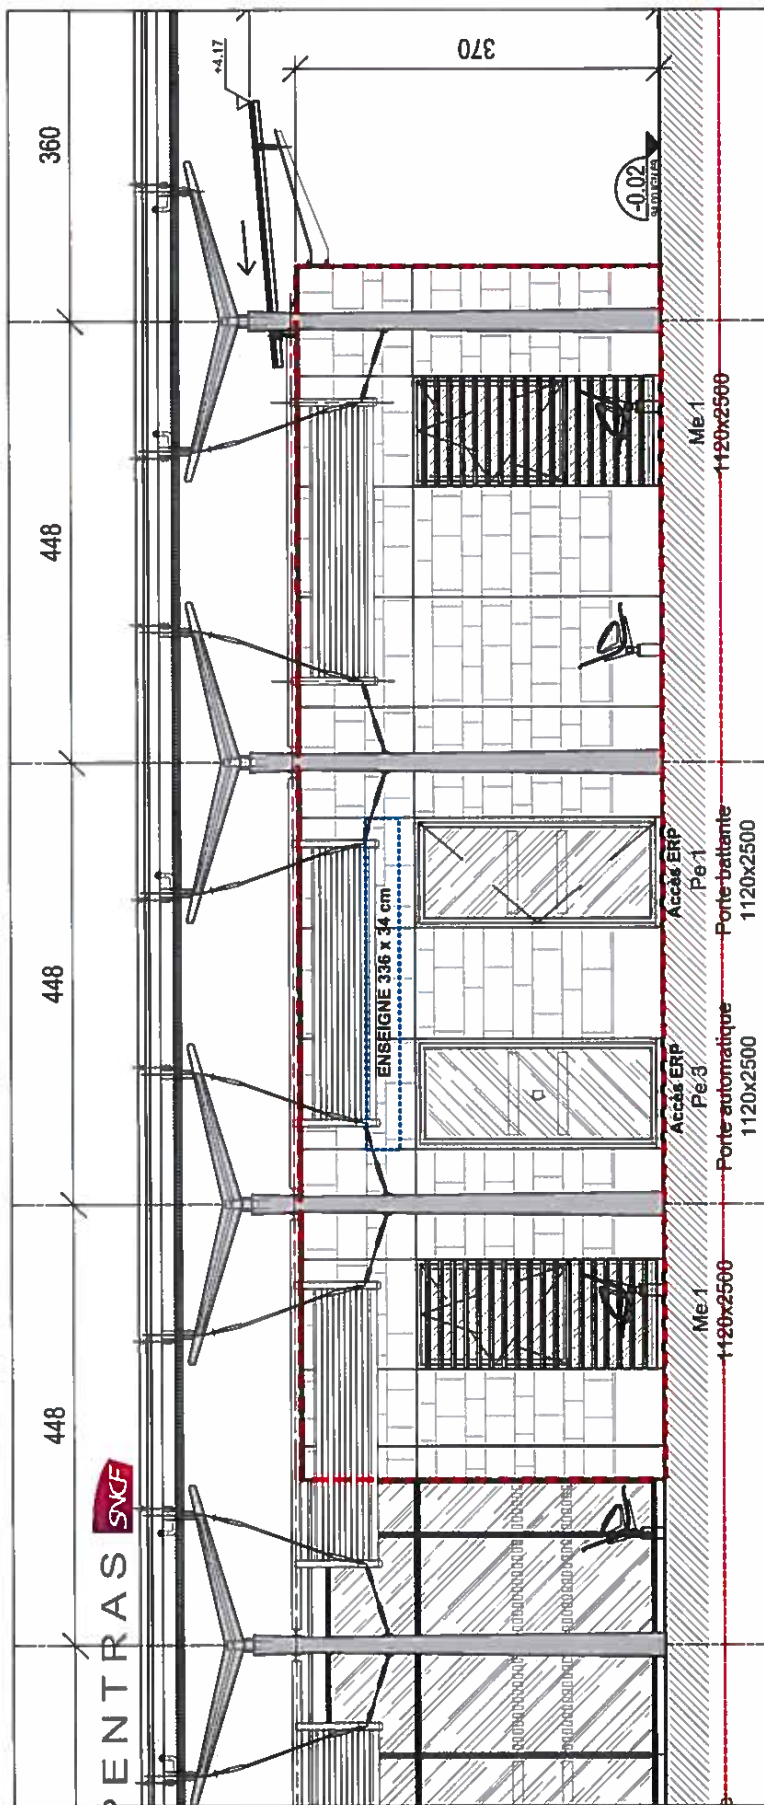 PENTRAS SNCF
448
448
448
360
+4.17
370
-0.02
ENSEIGNE 336 x 34 cm
Me 1
1120x2500
Accès ERP
Pe 3
Porte automatique
1120x2500
Accès ERP
Pe 1
Porte battante
1120x2500
Me 1
1120x2500